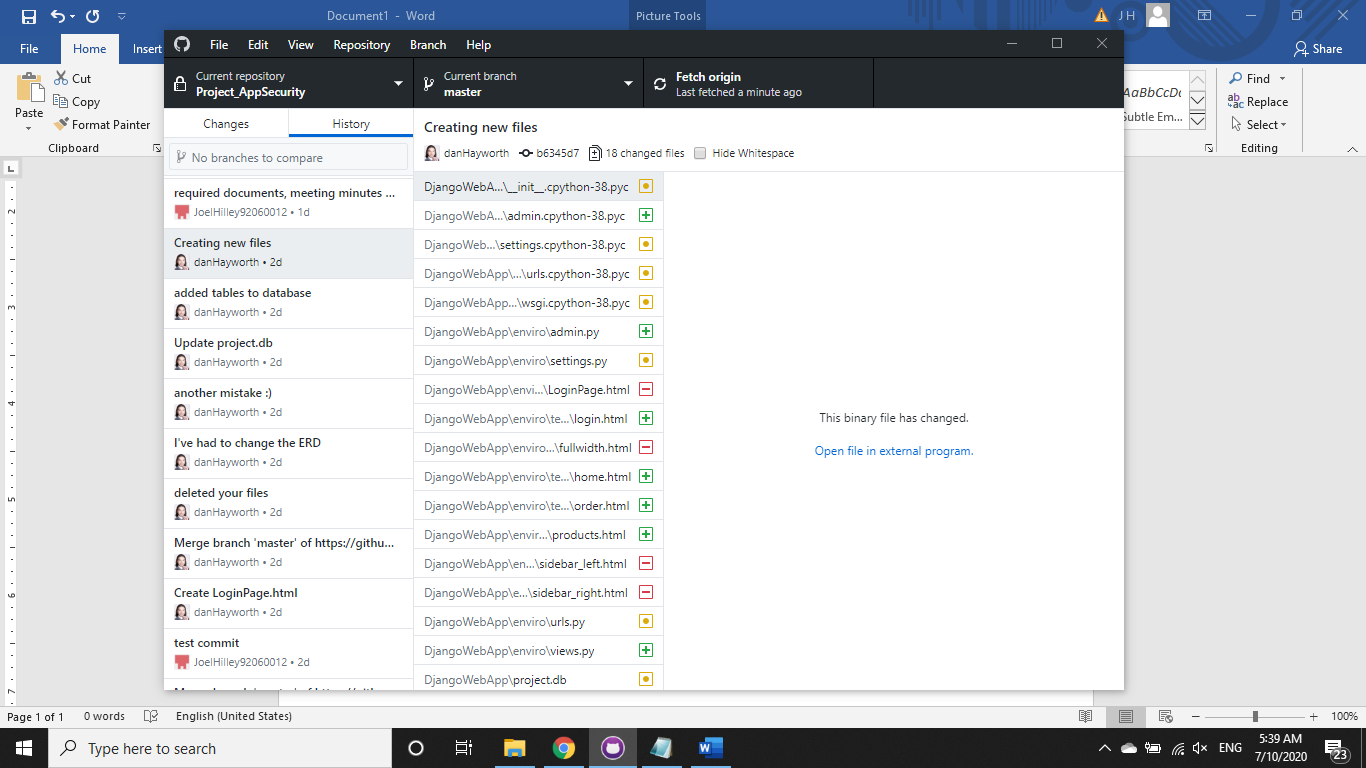 Document1 - Word
Picture Tools
J H
File
Home
Insert
Share
Paste
Cut
Copy
Format Painter
Clipboard
AaBbCcDc
Subtle Em...
Find
Replace
Select
Editing
File Edit View Repository Branch Help
Current repository
Project_AppSecurity
Current branch
master
Fetch origin
Last fetched a minute ago
Changes
History
No branches to compare
required documents, meeting minutes ...
JoelHilley92060012 • 1d
Creating new files
danHayworth • 2d
added tables to database
danHayworth • 2d
Update project.db
danHayworth • 2d
another mistake :)
danHayworth • 2d
I've had to change the ERD
danHayworth • 2d
deleted your files
danHayworth • 2d
Merge branch 'master' of https://githu...
danHayworth • 2d
Create LoginPage.html
danHayworth • 2d
test commit
JoelHilley92060012 • 2d
Creating new files
danHayworth b6345d7 18 changed files Hide Whitespace
DjangoWebA...\__init__.cpython-38.pyc
DjangoWebA...\admin.cpython-38.pyc
DjangoWeb...\settings.cpython-38.pyc
DjangoWebApp\...\urls.cpython-38.pyc
DjangoWebApp...\wsgi.cpython-38.pyc
DjangoWebApp\enviro\admin.py
DjangoWebApp\enviro\settings.py
DjangoWebApp\envi...\LoginPage.html
DjangoWebApp\enviro\te...\login.html
DjangoWebApp\enviro...\fullwidth.html
DjangoWebApp\enviro\te...\home.html
DjangoWebApp\enviro\te...\order.html
DjangoWebApp\envir...\products.html
DjangoWebApp\en...\sidebar_left.html
DjangoWebApp\e...\sidebar_right.html
DjangoWebApp\enviro\urls.py
DjangoWebApp\enviro\views.py
DjangoWebApp\project.db
This binary file has changed.
Open file in external program.
2
3
4
5
6
7
Page 1 of 1 0 words English (United States)
100%
Type here to search
ENG
5:39 AM
7/10/2020
23